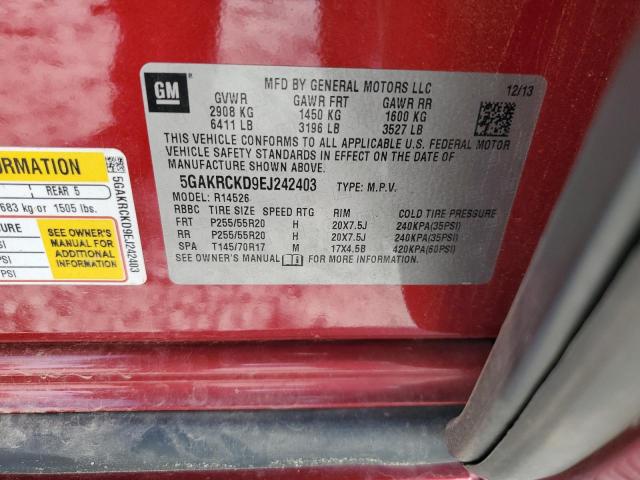 GM
MFD BY GENERAL MOTORS LLC
12/13
GVWR GAWR FRT GAWR RR
2908 KG 1450 KG 1600 KG
6411 LB 3196 LB 3527 LB
THIS VEHICLE CONFORMS TO ALL APPLICABLE U.S. FEDERAL MOTOR
VEHICLE SAFETY STANDARDS IN EFFECT ON THE DATE OF
MANUFACTURE SHOWN ABOVE.
5GAKRCKD9EJ242403 TYPE: M.P.V.
MODEL: R14526
RBBC TIRE SIZE SPEED RTG RIM COLD TIRE PRESSURE
FRT P255/55R20 H 20X7.5J 240KPA(35PSI)
RR P255/55R20 H 20X7.5J 240KPA(35PSI)
SPA T145/70R17 M 17X4.5B 420KPA(60PSI)
SEE OWNER'S MANUAL FOR MORE INFORMATION.
ORMATION
REAR 5
683 kg or 1505 lbs.
SEE OWNER'S
MANUAL FOR
ADDITIONAL
INFORMATION
5GAKRCKD9EJ242403